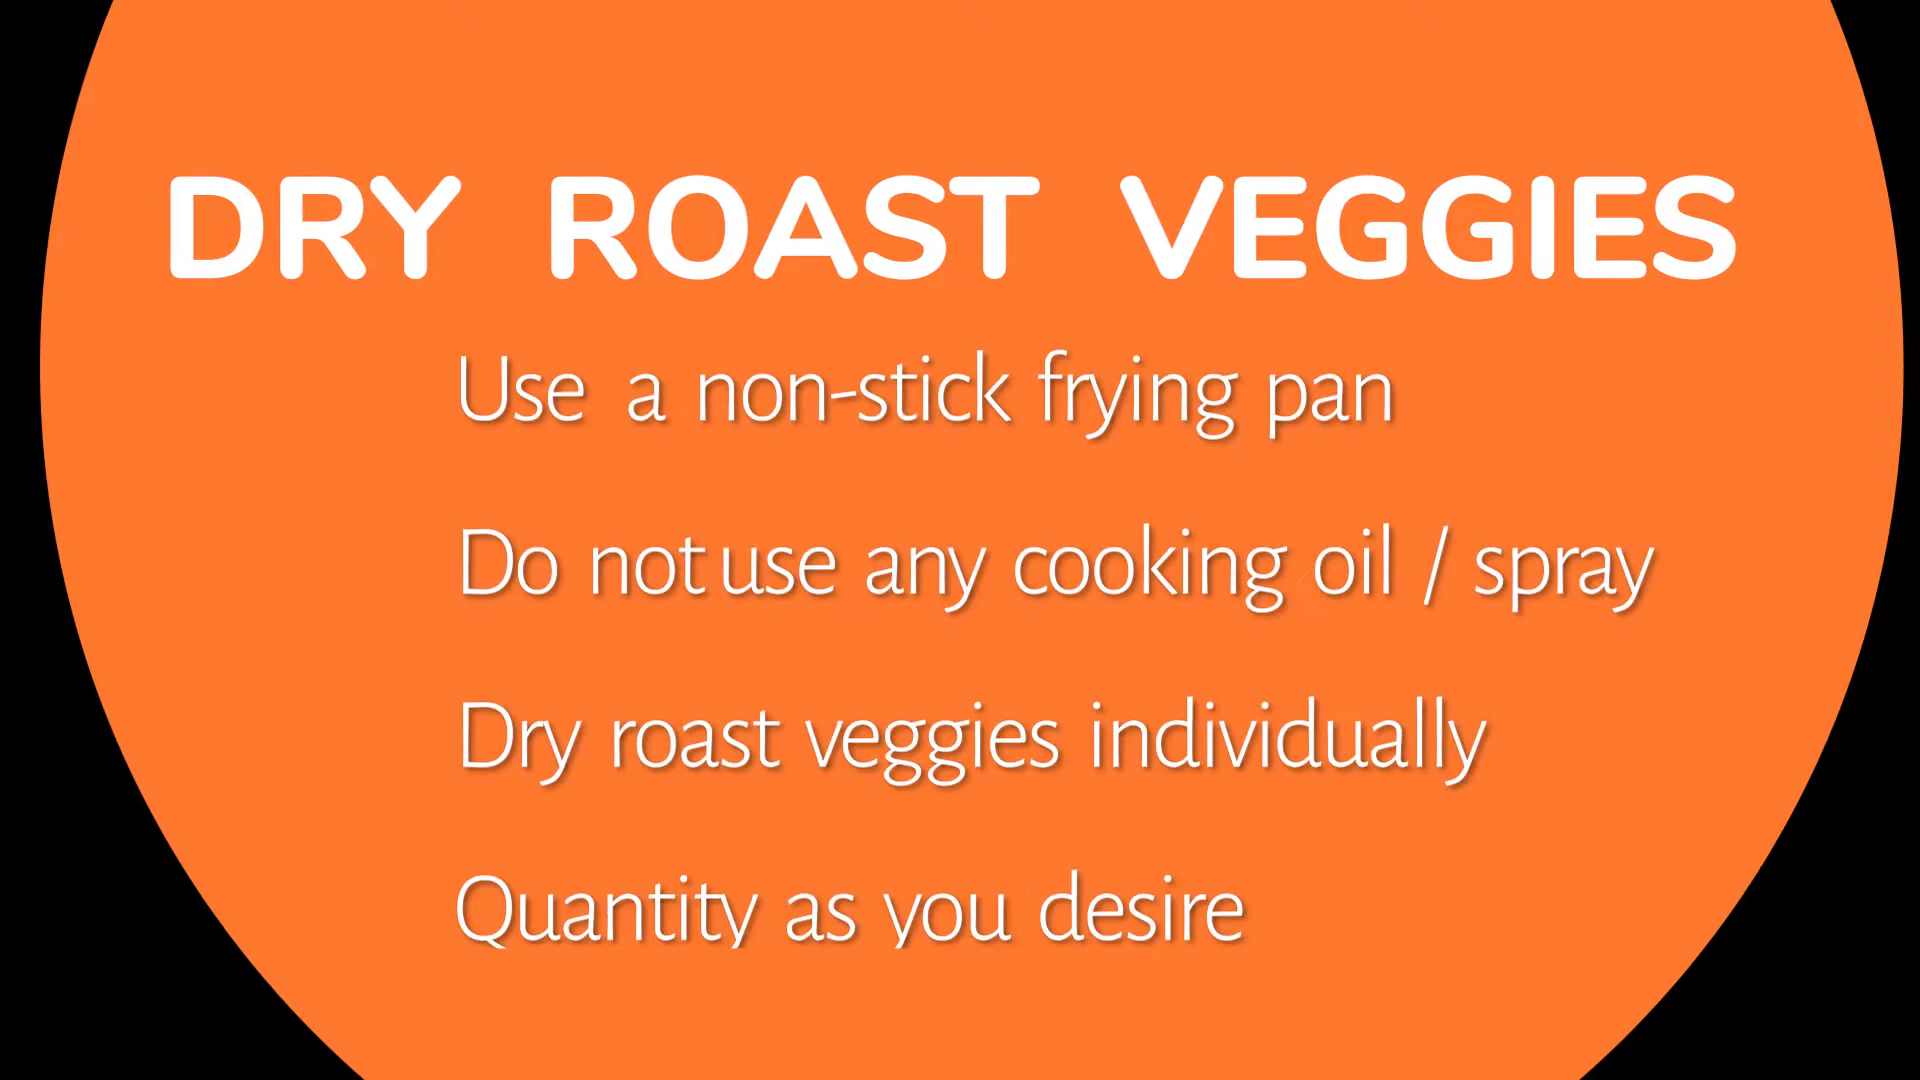 DRY ROAST VEGGIES
Use a non-stick frying pan
Do not use any cooking oil / spray
Dry roast veggies individually
Quantity as you desire